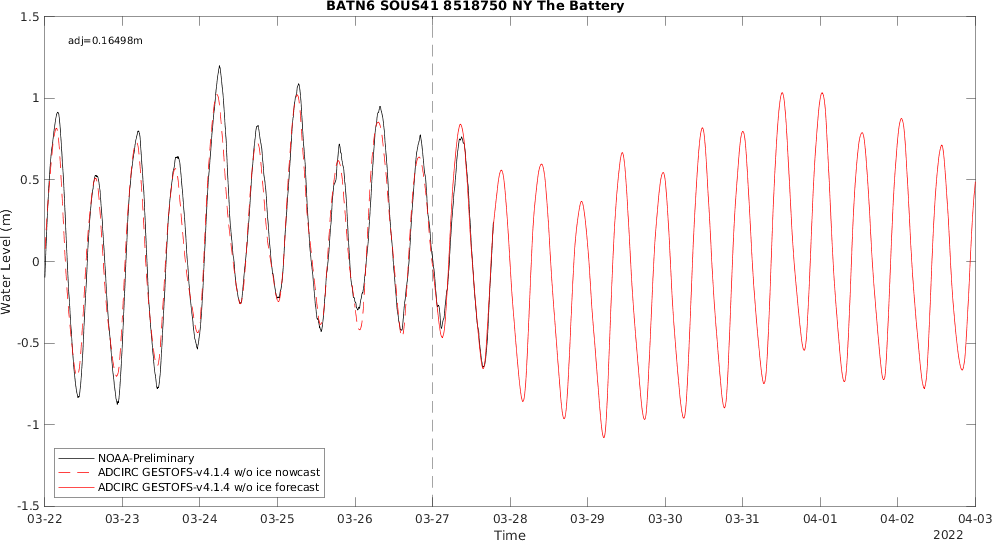 BATN6 SOUS41 8518750 NY The Battery
adj=0.16498m
1.5
1
0.5
0
-0.5
-1
-1.5
Water Level (m)
NOAA-Preliminary
ADCIRC GESTOFS-v4.1.4 w/o ice nowcast
ADCIRC GESTOFS-v4.1.4 w/o ice forecast
03-22 03-23 03-24 03-25 03-26 03-27 03-28 03-29 03-30 03-31 04-01 04-02 04-03
Time
2022